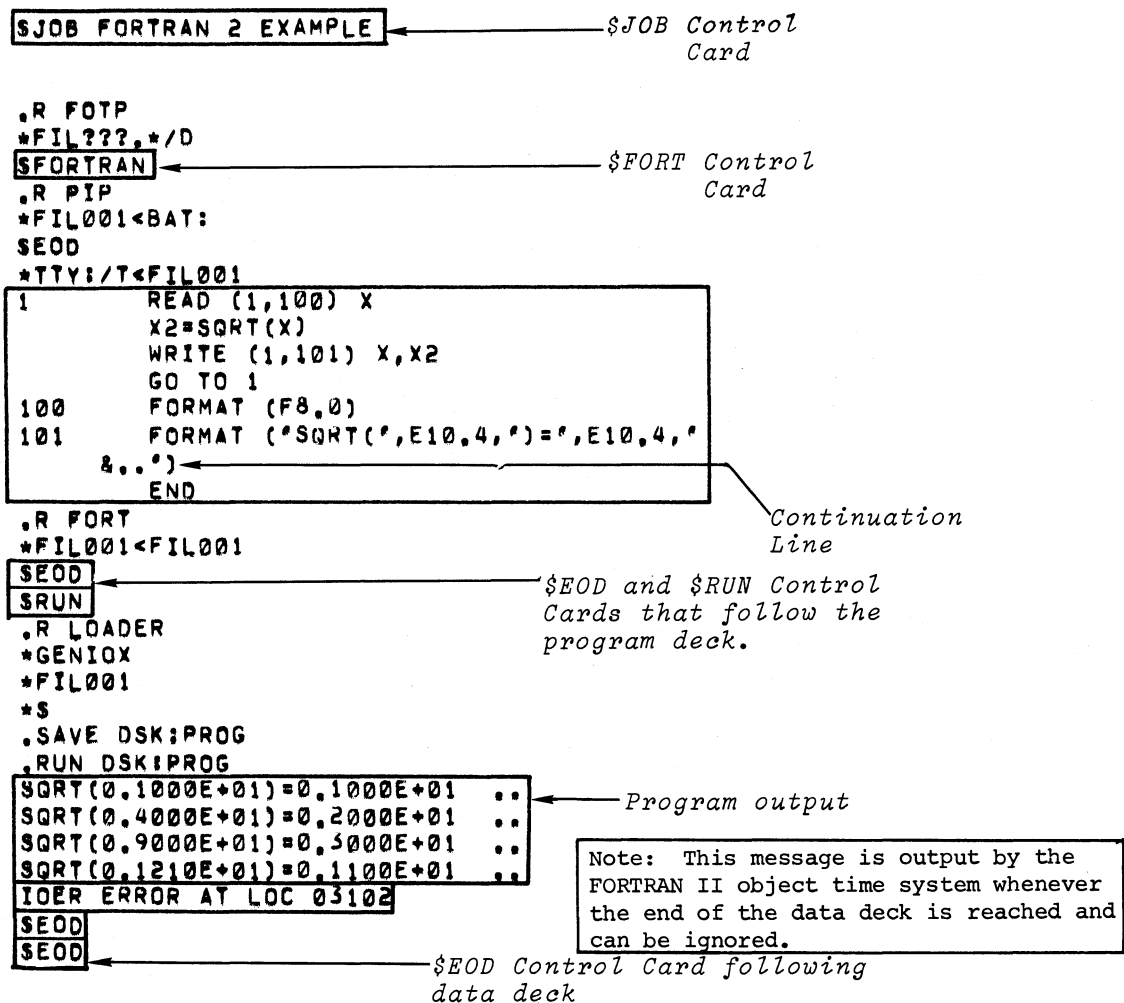 $JOB FORTRAN 2 EXAMPLE
$JOB Control
Card
.R FOTP
*FIL???.*/D
$FORTRAN
$FORT Control
Card
.R PIP
*FIL001<BAT:
$EOD
*TTY:/T<FIL001
1 READ (1,100) X
X2=SQRT(X)
WRITE (1,101) X,X2
GO TO 1
100 FORMAT (F8.0)
101 FORMAT ('SQRT(',E10.4,')=',E10.4,'
&..')
END
Continuation
Line
.R FORT
*FIL001<FIL001
$EOD
$RUN
$EOD and $RUN Control
Cards that follow the
program deck.
.R LOADER
*GENIOX
*FIL001
*$
.SAVE DSK:PROG
.RUN DSK:PROG
SQRT(0.1000E+01)=0.1000E+01 ..
SQRT(0.4000E+01)=0.2000E+01 ..
SQRT(0.9000E+01)=0.3000E+01 ..
SQRT(0.1210E+01)=0.1100E+01 ..
Program output
IOER ERROR AT LOC 03102
Note: This message is output by the
FORTRAN II object time system whenever
the end of the data deck is reached and
can be ignored.
$EOD
$EOD
$EOD Control Card following
data deck